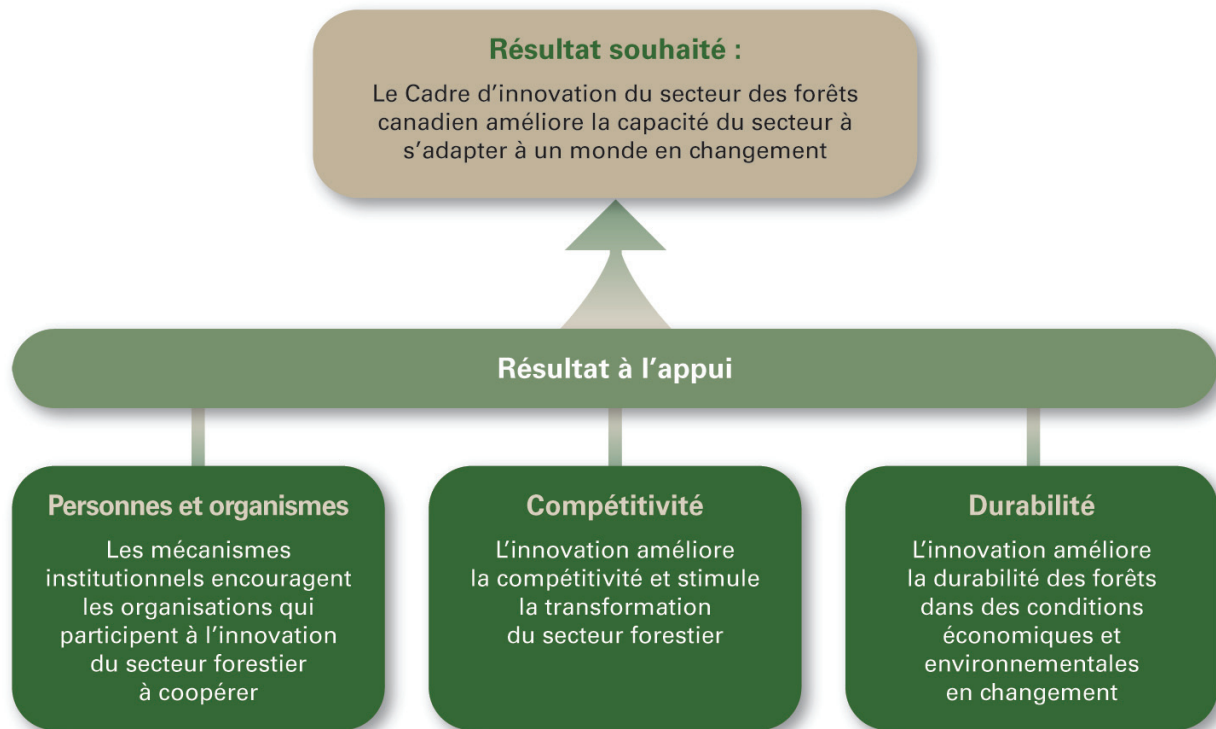 Résultat souhaité :
Le Cadre d’innovation du secteur des forêts
canadien améliore la capacité du secteur à
s’adapter à un monde en changement
Résultat à l’appui
Personnes et organismes
Les mécanismes
institutionnels encouragent
les organisations qui
participent à l’innovation
du secteur forestier
à coopérer
Compétitivité
L’innovation améliore
la compétitivité et stimule
la transformation
du secteur forestier
Durabilité
L’innovation améliore
la durabilité des forêts
dans des conditions
économiques et
environnementales
en changement